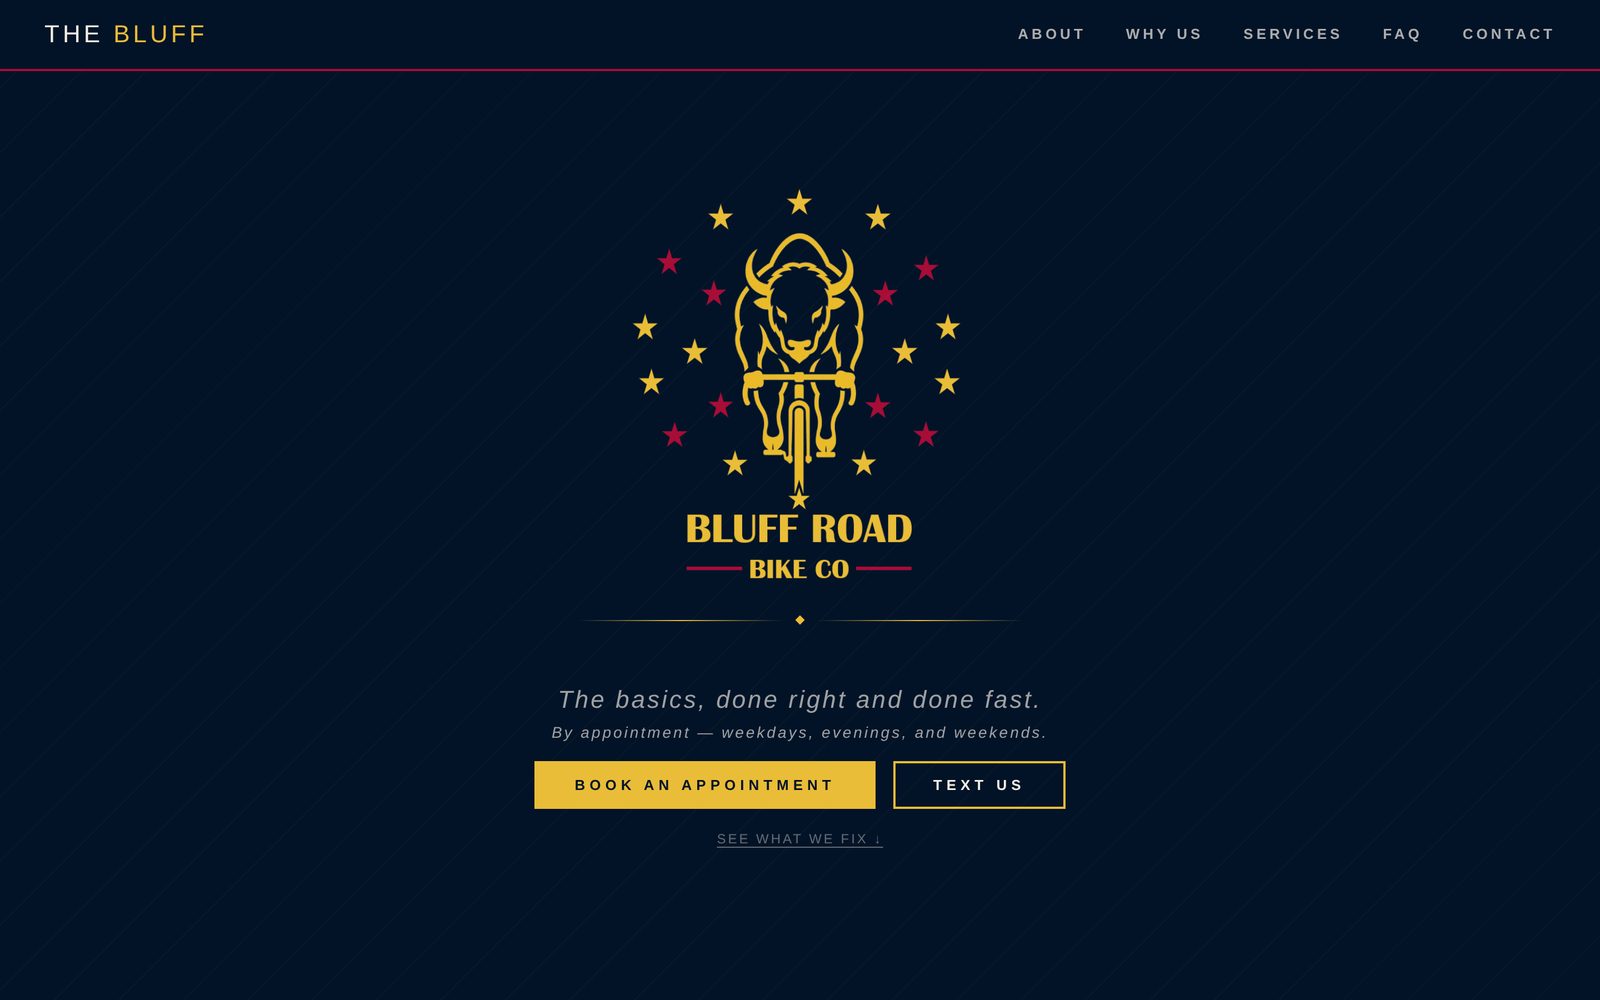 THE BLUFF
ABOUT WHY US SERVICES FAQ CONTACT
BLUFF ROAD
BIKE CO
The basics, done right and done fast.
By appointment — weekdays, evenings, and weekends.
BOOK AN APPOINTMENT
TEXT US
SEE WHAT WE FIX ↓